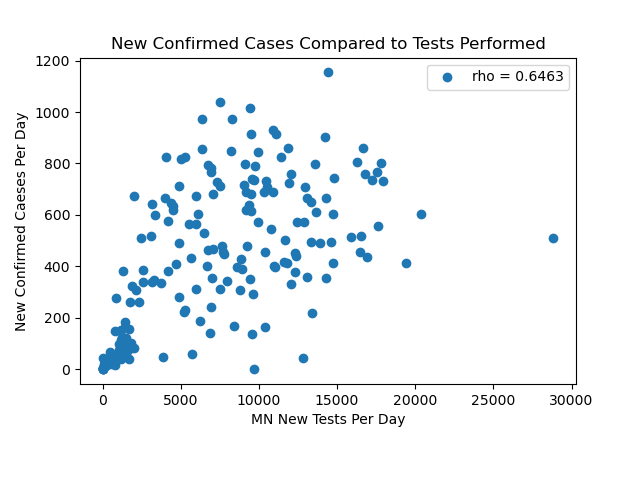 New Confirmed Cases Compared to Tests Performed
rho = 0.6463
New Confirmed Caeses Per Day
1200
1000
800
600
400
200
0
0 5000 10000 15000 20000 25000 30000
MN New Tests Per Day